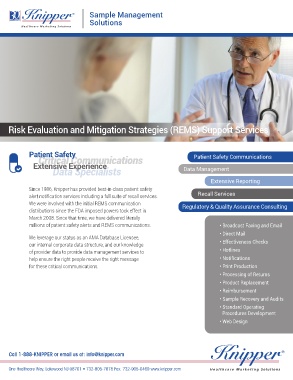 Knipper
Healthcare Marketing Solutions
Sample Management
Solutions
Risk Evaluation and Mitigation Strategies (REMS) Support Services
Patient Safety
Critical Communications
Extensive Experience
Data Specialists
Since 1986, Knipper has provided best-in-class patient safety
alert notification services including a full suite of recall services.
We were involved with the initial REMS communication
distributions since the FDA imposed powers took effect in
March 2008. Since that time, we have delivered literally
millions of patient safety alerts and REMS communications.
We leverage our status as an AMA Database Licensee,
our internal corporate data structure, and our knowledge
of provider data to provide data management services to
help ensure the right people receive the right message
for these critical communications.
Patient Safety Communications
Data Management
Extensive Reporting
Recall Services
Regulatory & Quality Assurance Consulting
• Broadcast Faxing and Email
• Direct Mail
• Effectiveness Checks
• Hotlines
• Notifications
• Print Production
• Processing of Returns
• Product Replacement
• Reimbursement
• Sample Recovery and Audits
• Standard Operating
Procedures Development
• Web Design
Call 1-888-KNIPPER or email us at: info@knipper.com
One Healthcare Way, Lakewood NJ 08701 • 732-905-7878 Fax: 732-905-0469 www.knipper.com
Knipper
Healthcare Marketing Solutions